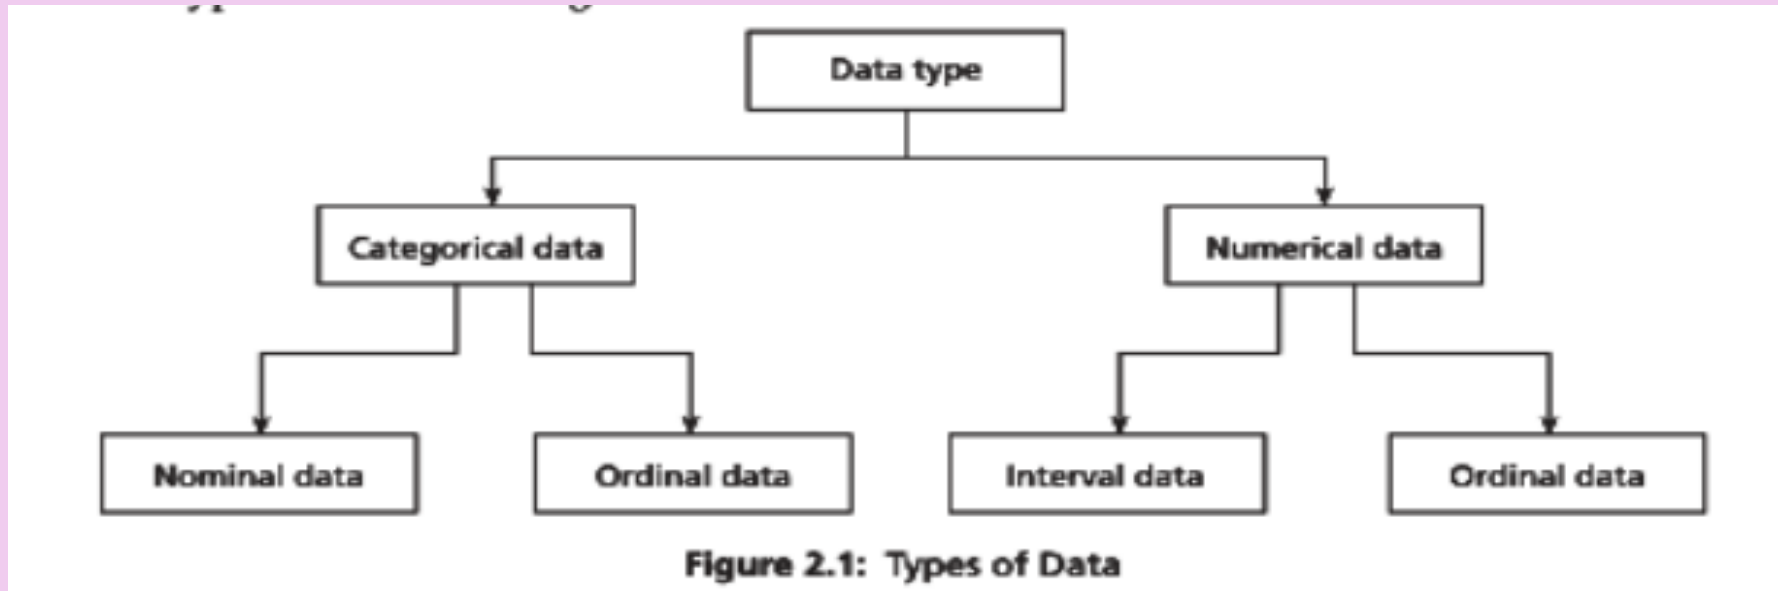 Data type
Categorical data
Numerical data
Nominal data
Ordinal data
Interval data
Ordinal data
Figure 2.1: Types of Data